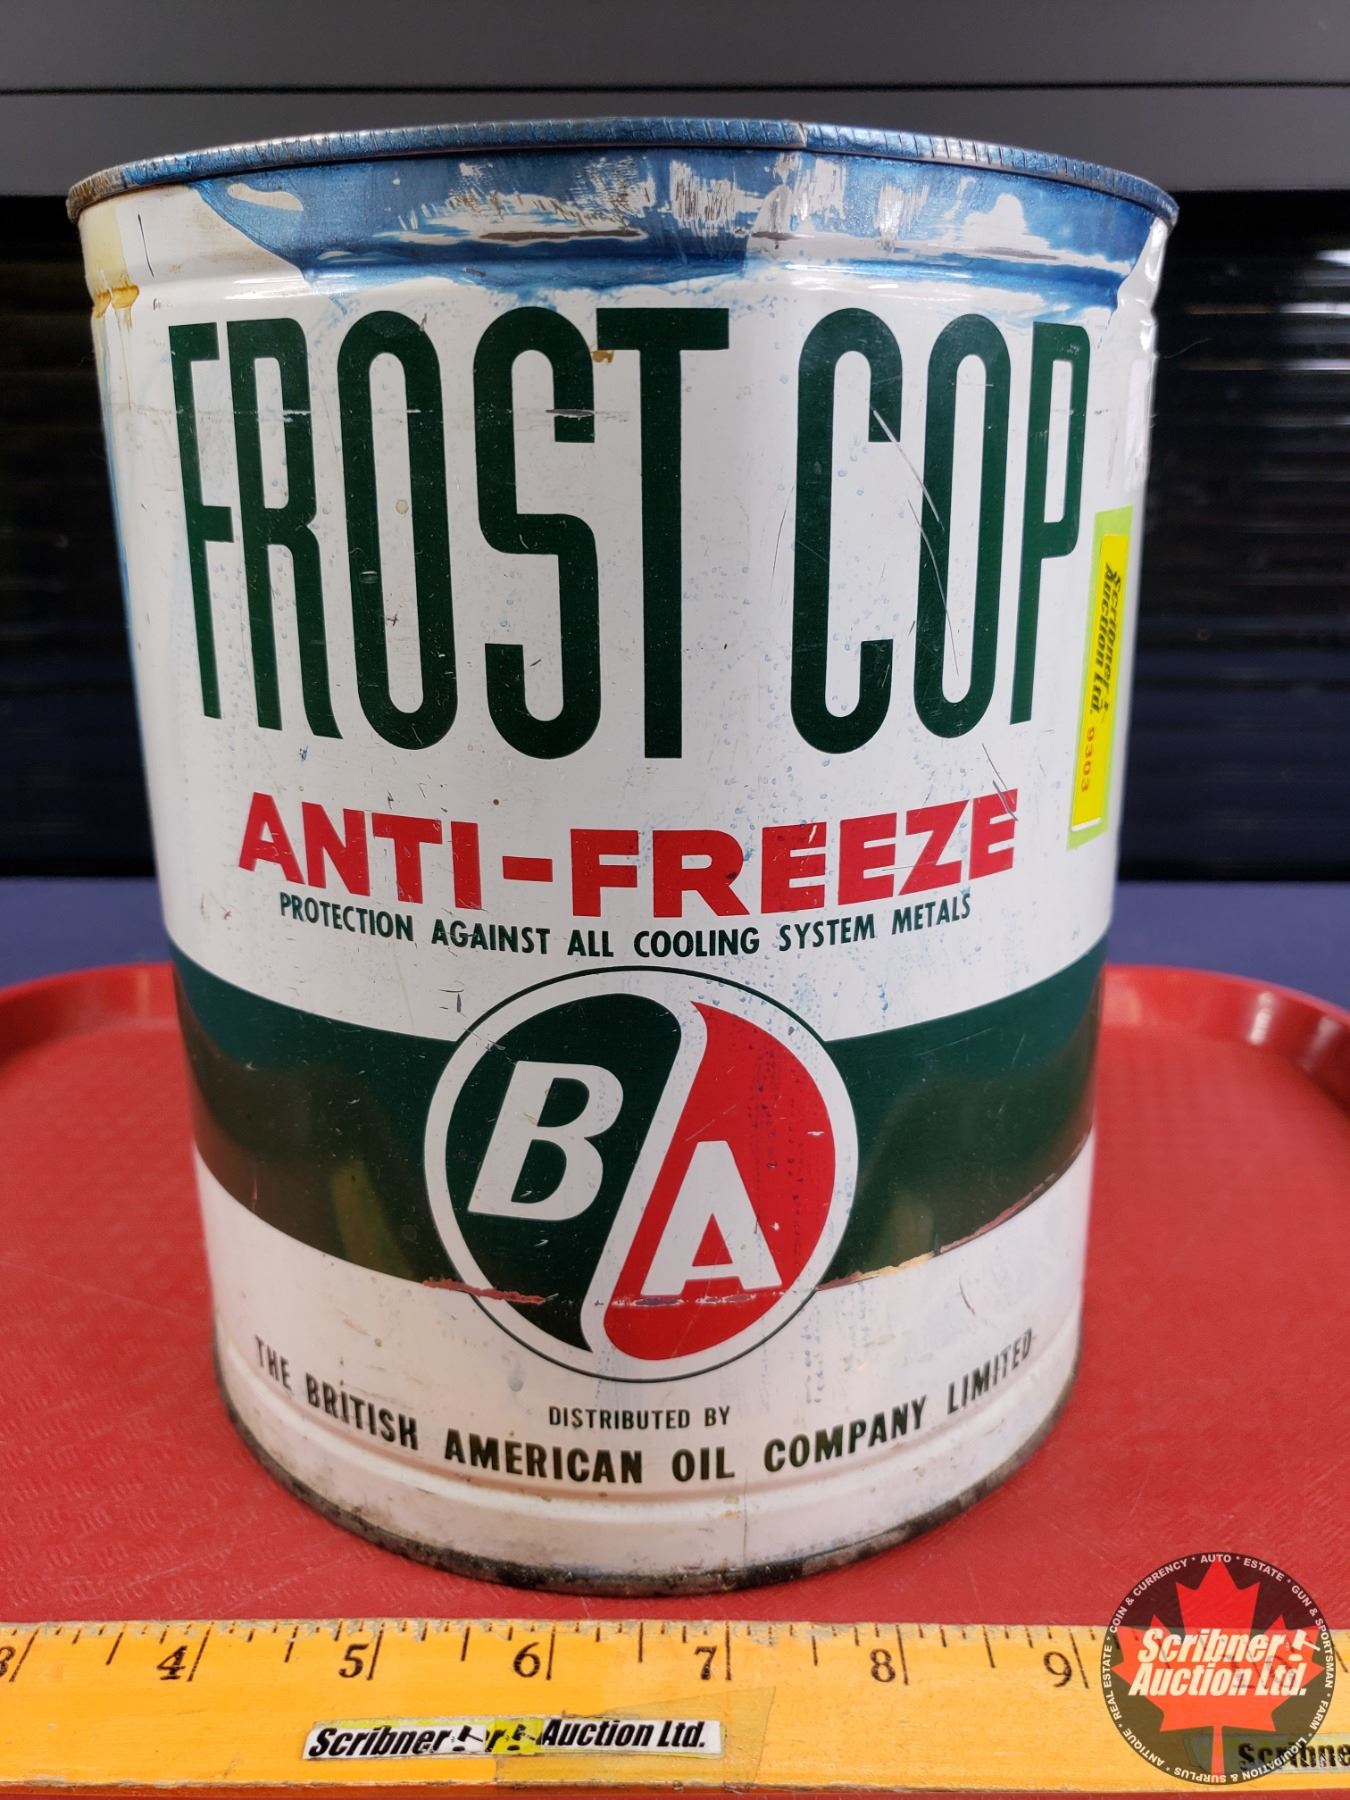 FROST COP
Scribner! Auction Ltd. 9303
ANTI-FREEZE
PROTECTION AGAINST ALL COOLING SYSTEM METALS
BA
DISTRIBUTED BY
THE BRITISH AMERICAN OIL COMPANY LIMITED
3 4 5 6 7 8 9
Scribner! Auction Ltd.
COIN & CURRENCY * AUTO * ESTATE * GUN & SPORTSMAN * FARM * LIQUIDATION & SURPLUS * ANTIQUE * REAL ESTATE *
Scribner!
Auction Ltd.